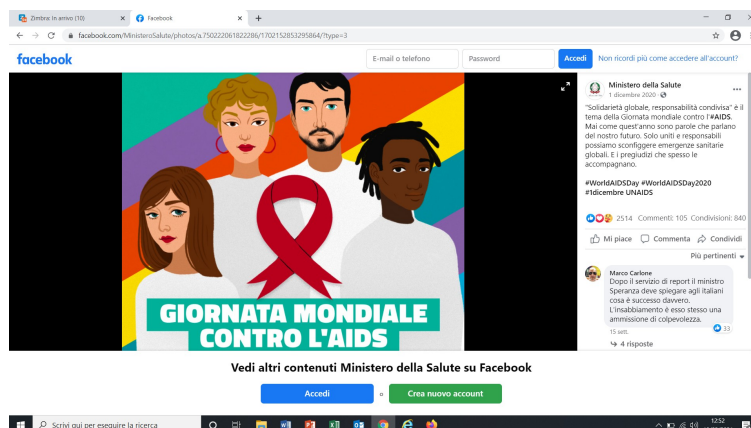 Zimbra: In arrivo (10)
Facebook
facebook.com/MinisteroSalute/photos/a.750222061822286/1702152853295864/?type=3
facebook
E-mail o telefono
Password
Accedi
Non ricordi più come accedere all'account?
GIORNATA MONDIALE
CONTRO L'AIDS
Ministero della Salute
1 dicembre 2020 ·
"Solidarietà globale, responsabilità condivisa" è il
tema della Giornata mondiale contro l'#AIDS.
Mai come quest'anno sono parole che parlano
del nostro futuro. Solo uniti e responsabili
possiamo sconfiggere emergenze sanitarie
globali. E i pregiudizi che spesso le
accompagnano.
#WorldAIDSDay #WorldAIDSDay2020
#1dicembre UNAIDS
2514 Commenti: 105 Condivisioni: 840
Mi piace Commenta Condividi
Più pertinenti
Marco Carlone
Dopo il servizio di report il ministro
Speranza deve spiegare agli italiani
cosa è successo davvero.
L'insabbiamento è esso stesso una
ammissione di colpevolezza.
33
15 sett.
4 risposte
Vedi altri contenuti Ministero della Salute su Facebook
Accedi o Crea nuovo account
Scrivi qui per eseguire la ricerca
12:52